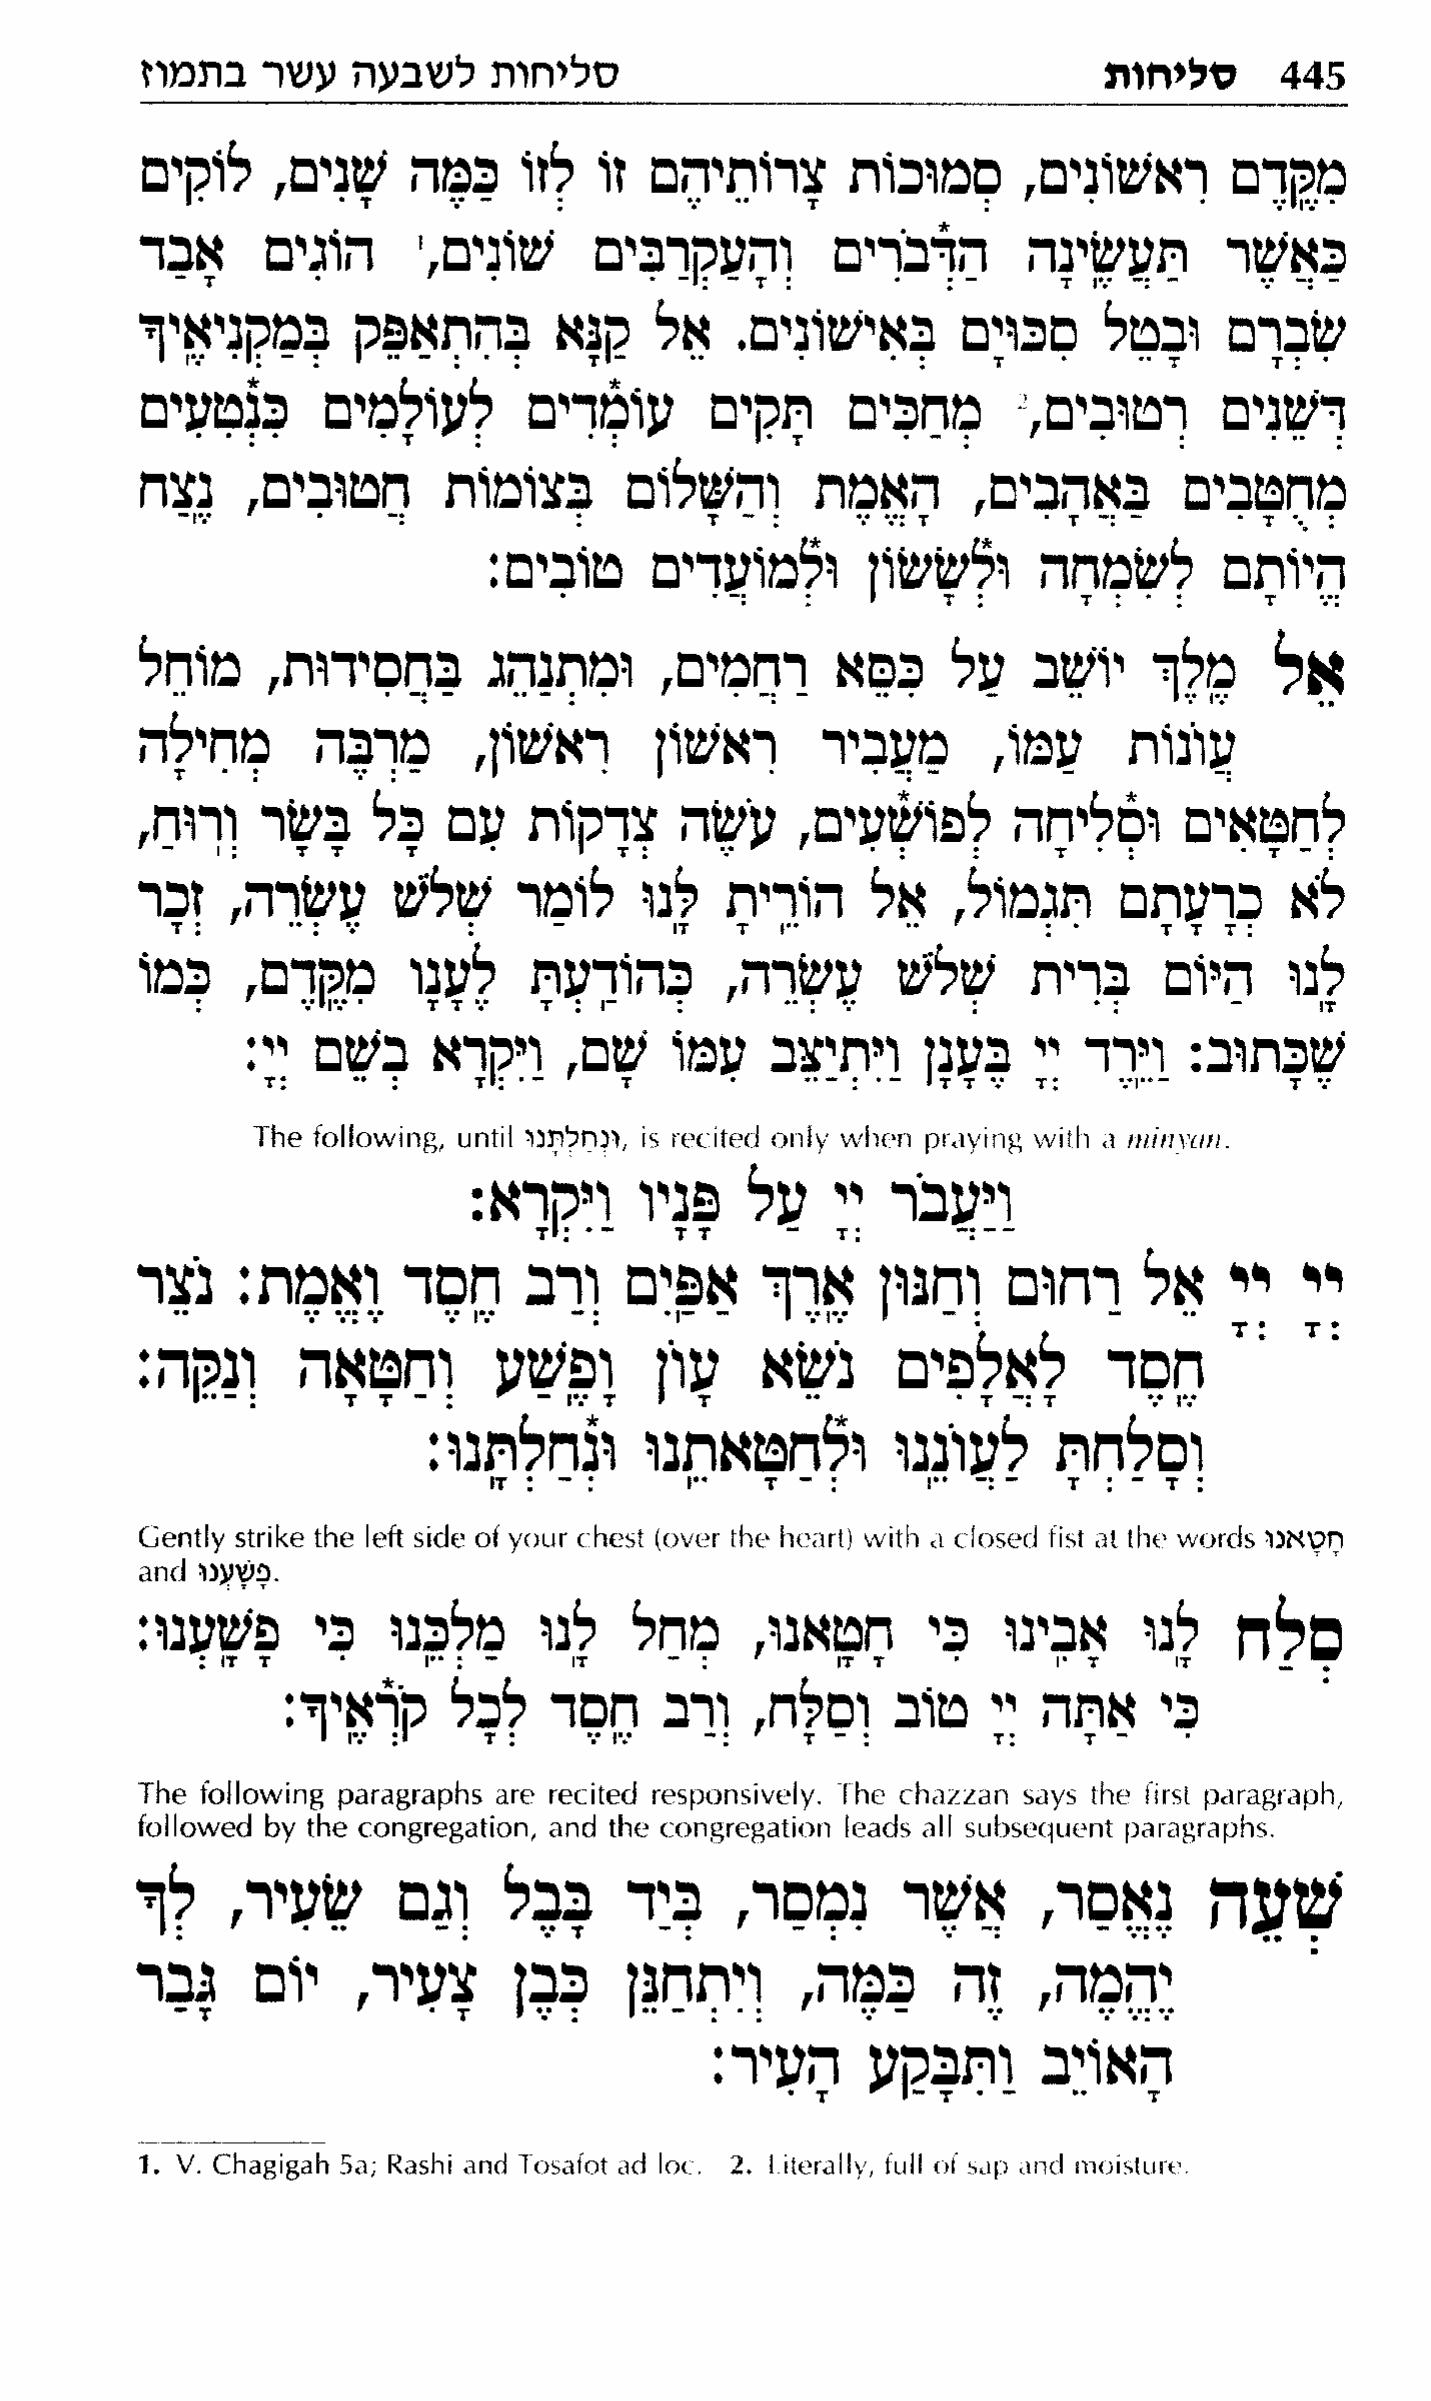 445 סליחות סליחות לשבעה עשר בתמוז
מִקֶּֽדֶם רִאשׁוֹנִים, סְמוּכוֹת צָרוֹתֵיהֶם זוֹ לְזוֹ כַּמֶּה שָׁנִים, לוֹקִים
כַּאֲשֶׁר תַּעֲשֶֽׂינָה הַדְּֿבֹרִים וְהָעַקְרַבִּים שׁוֹנִים,¹ הוֹגִים אָבַד
שִׂבְרָם וּבָטֵל סִכּוּיָם בְּאִישׁוֹנִים. אֵל קַנָּא בְּהִתְאַפֵּק בְּמַקְנִיאֶֽיךָ
דְּשֵׁנִים רְטוּבִים,² מְחַכִּים תָּקִים עוֹמְֿדִים לְעוֹלָמִים כִּנְֿטִעִים
מְחֻטָּבִים בַּאֲהָבִים, הָאֱמֶת וְהַשָּׁלוֹם בְּצוֹמוֹת חֲטוּבִים, נֶֽצַח
הֱיוֹתָם לְשִׂמְחָה וּלְֿשָׂשׂוֹן וּלְֿמוֹעֲדִים טוֹבִים:
אֵל מֶֽלֶךְ יוֹשֵׁב עַל כִּסֵּא רַחֲמִים, וּמִתְנַהֵג בַּחֲסִידוּת, מוֹחֵל
עֲוֹנוֹת עַמּוֹ, מַעֲבִיר רִאשׁוֹן רִאשׁוֹן, מַרְבֶּה מְחִילָה
לְחַטָּאִים וּסְֿלִיחָה לְפוֹשְֿׁעִים, עֹשֶׂה צְדָקוֹת עִם כָּל בָּשָׂר וְרֽוּחַ,
לֹא כְרָעָתָם תִּגְמוֹל, אֵל הוֹרֵֽיתָ לָּֽנוּ לוֹמַר שְׁלֹשׁ עֶשְׂרֵה, זְכָר
לָֽנוּ הַיּוֹם בְּרִית שְׁלֹשׁ עֶשְׂרֵה, כְּהוֹדַֽעְתָּ לֶעָנָו מִקֶּֽדֶם, כְּמוֹ
שֶׁכָּתוּב: וַיֵּֽרֶד יְיָ בֶּעָנָן וַיִּתְיַצֵּב עִמּוֹ שָׁם, וַיִּקְרָא בְשֵׁם יְיָ:
The following, until וְנְחַלְתָּנוּ, is recited only when praying with a minyan.
וַיַּעֲבֹר יְיָ עַל פָּנָיו וַיִּקְרָא:
יְיָ יְיָ אֵל רַחוּם וְחַנּוּן אֶֽרֶךְ אַפַּֽיִם וְרַב חֶֽסֶד וֶאֱמֶת: נֹצֵר
חֶֽסֶד לָאֲלָפִים נֹשֵׂא עָוֹן וָפֶֽשַׁע וְחַטָּאָה וְנַקֵּה:
וְסָלַחְתָּ לַעֲוֹנֵֽנוּ וּלְֿחַטָּאתֵֽנוּ וּנְֿחַלְתָּֽנוּ:
Gently strike the left side of your chest (over the heart) with a closed fist at the words חָטָאנוּ
and פָשָׁעְנוּ.
סְלַח לָֽנוּ אָבִֽינוּ כִּי חָטָֽאנוּ, מְחַל לָֽנוּ מַלְכֵּֽנוּ כִּי פָשָֽׁעְנוּ:
כִּי אַתָּה יְיָ טוֹב וְסַלָּח, וְרַב חֶֽסֶד לְכָל קֹרְֿאֶֽיךָ:
The following paragraphs are recited responsively. The chazzan says the first paragraph,
followed by the congregation, and the congregation leads all subsequent paragraphs.
שְׁעֵה נֶאֱסַר, אֲשֶׁר נִמְסַר, בְּיַד בָּבֶל וְגַם שֵׂעִיר, לְךָ
יֶהֱמֶה, זֶה כַּמֶּה, וְיִתְחַנֵּן כְּבֶן צָעִיר, יוֹם גָּבַר
הָאוֹיֵב וַתִּבָּקַע הָעִיר:
1. V. Chagigah 5a; Rashi and Tosafot ad loc. 2. Literally, full of sap and moisture.